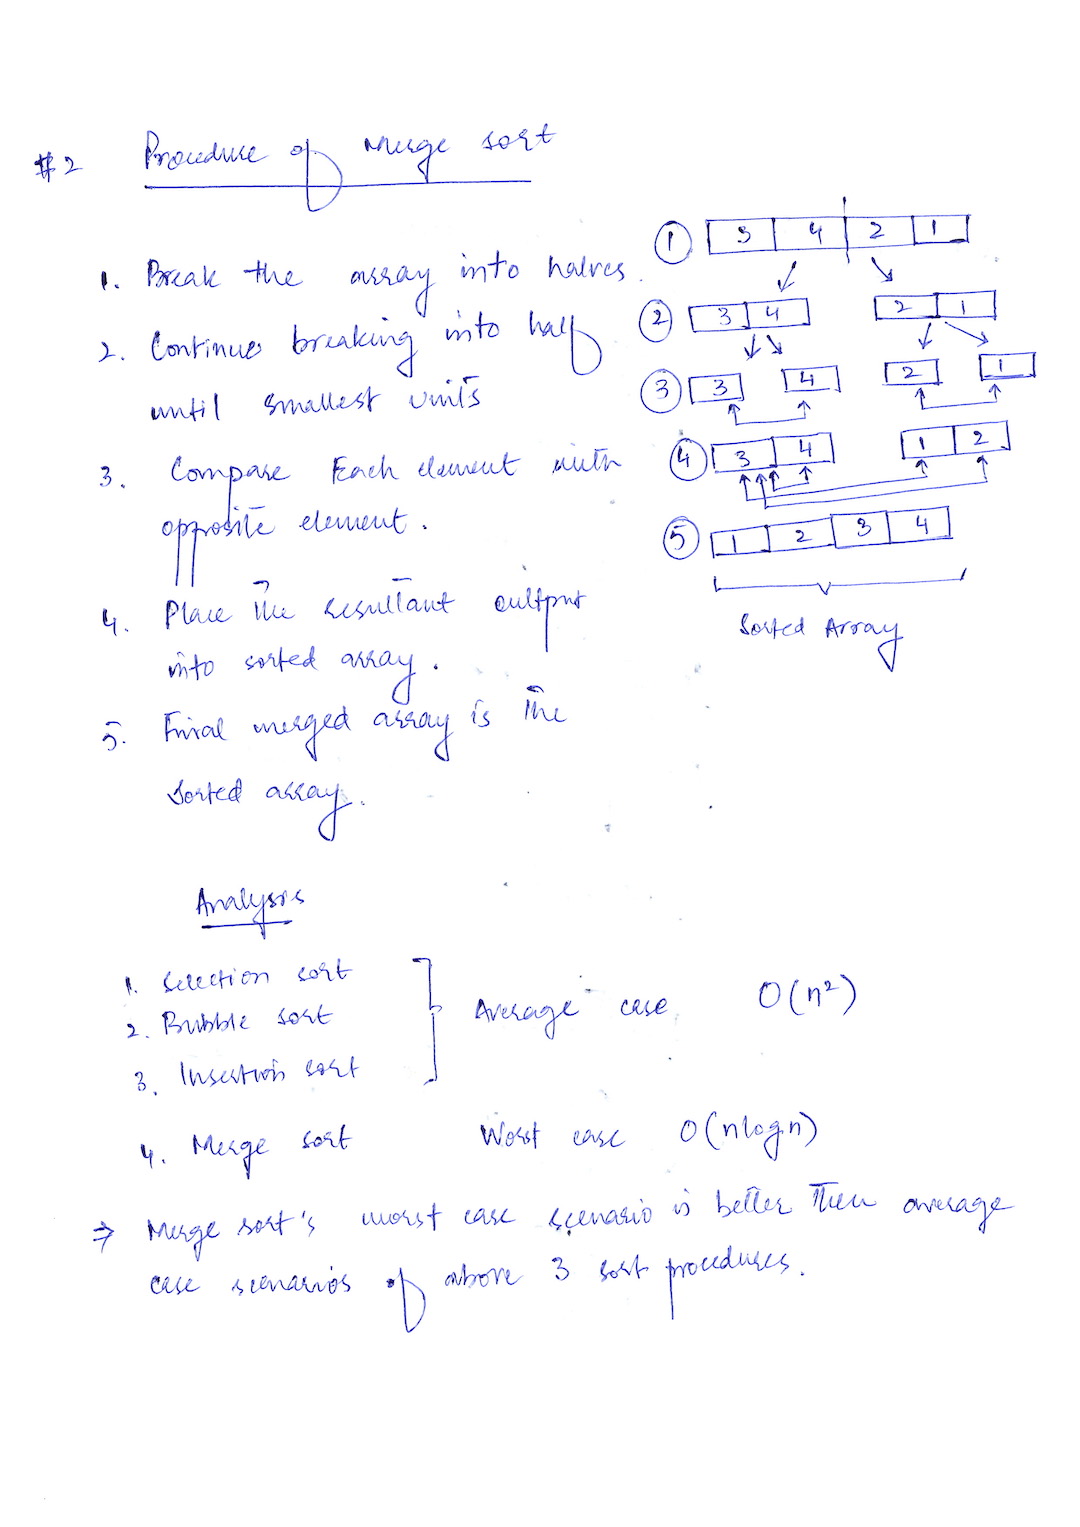 #2 Procedure of Merge sort
1. Break the array into halves.
2. Continue breaking into half
until smallest units
3. Compare Each element with
opposite element.
4. Place the resultant output
into sorted array.
5. Final merged array is the
sorted array.
1 3 4 2 1
2 3 4 2 1
3 3 4 2 1
4 3 4 1 2
5 1 2 3 4
Sorted Array
Analysis
1. Selection sort
2. Bubble sort
3. Insertion sort
Average case O(n²)
4. Merge sort Worst case O(nlogn)
⇒ Merge sort's worst case scenario is better then average
case scenarios of above 3 sort procedures.